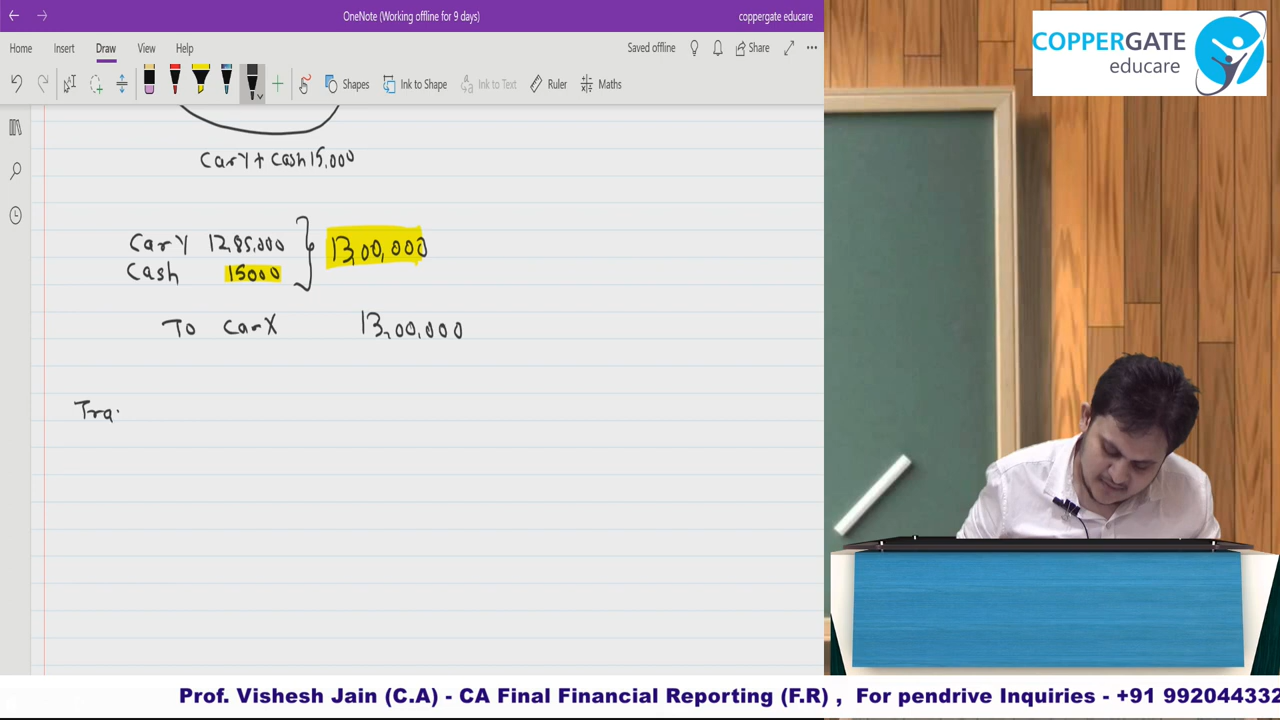 OneNote (Working offline for 9 days)
coppergate educare
Home Insert Draw View Help
Saved offline
Share
Shapes
Ink to Shape
Ink to Text
Ruler
Maths
COPPERGATE
educare
Car Y + Cash 15,000
Car Y 12,85,000
Cash 15000
13,00,000
To Car X 13,00,000
Tra
Prof. Vishesh Jain (C.A) - CA Final Financial Reporting (F.R) , For pendrive Inquiries - +91 992044332